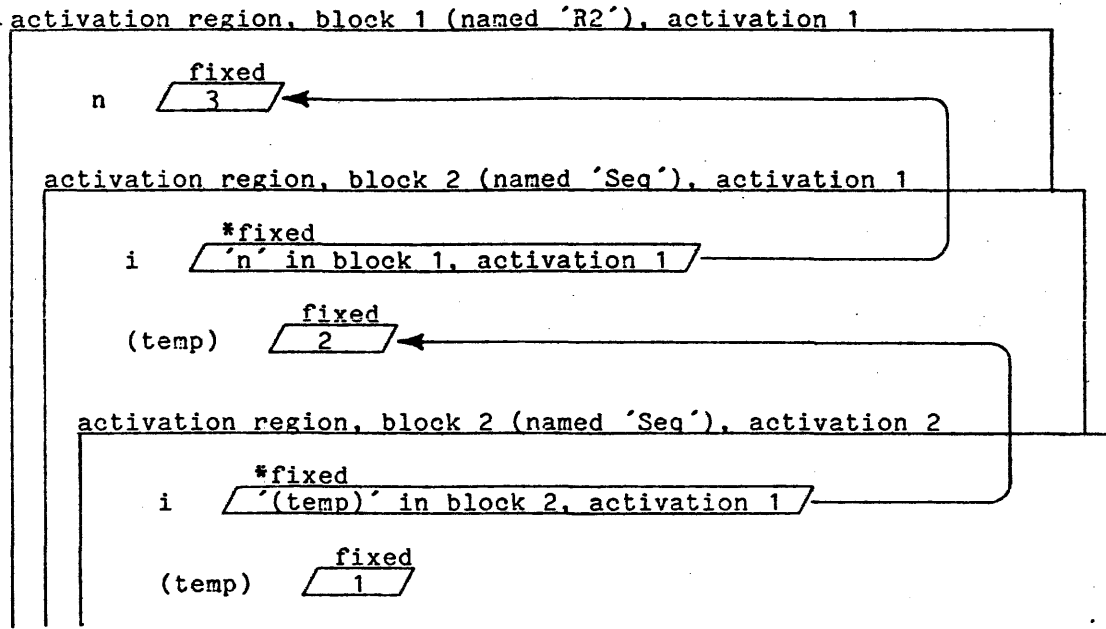 activation region, block 1 (named ´R2´), activation 1
fixed
n 3
activation region, block 2 (named ´Seq´), activation 1
*fixed
i ´n´ in block 1, activation 1
fixed
(temp) 2
activation region, block 2 (named ´Seq´), activation 2
*fixed
i ´(temp)´ in block 2, activation 1
fixed
(temp) 1